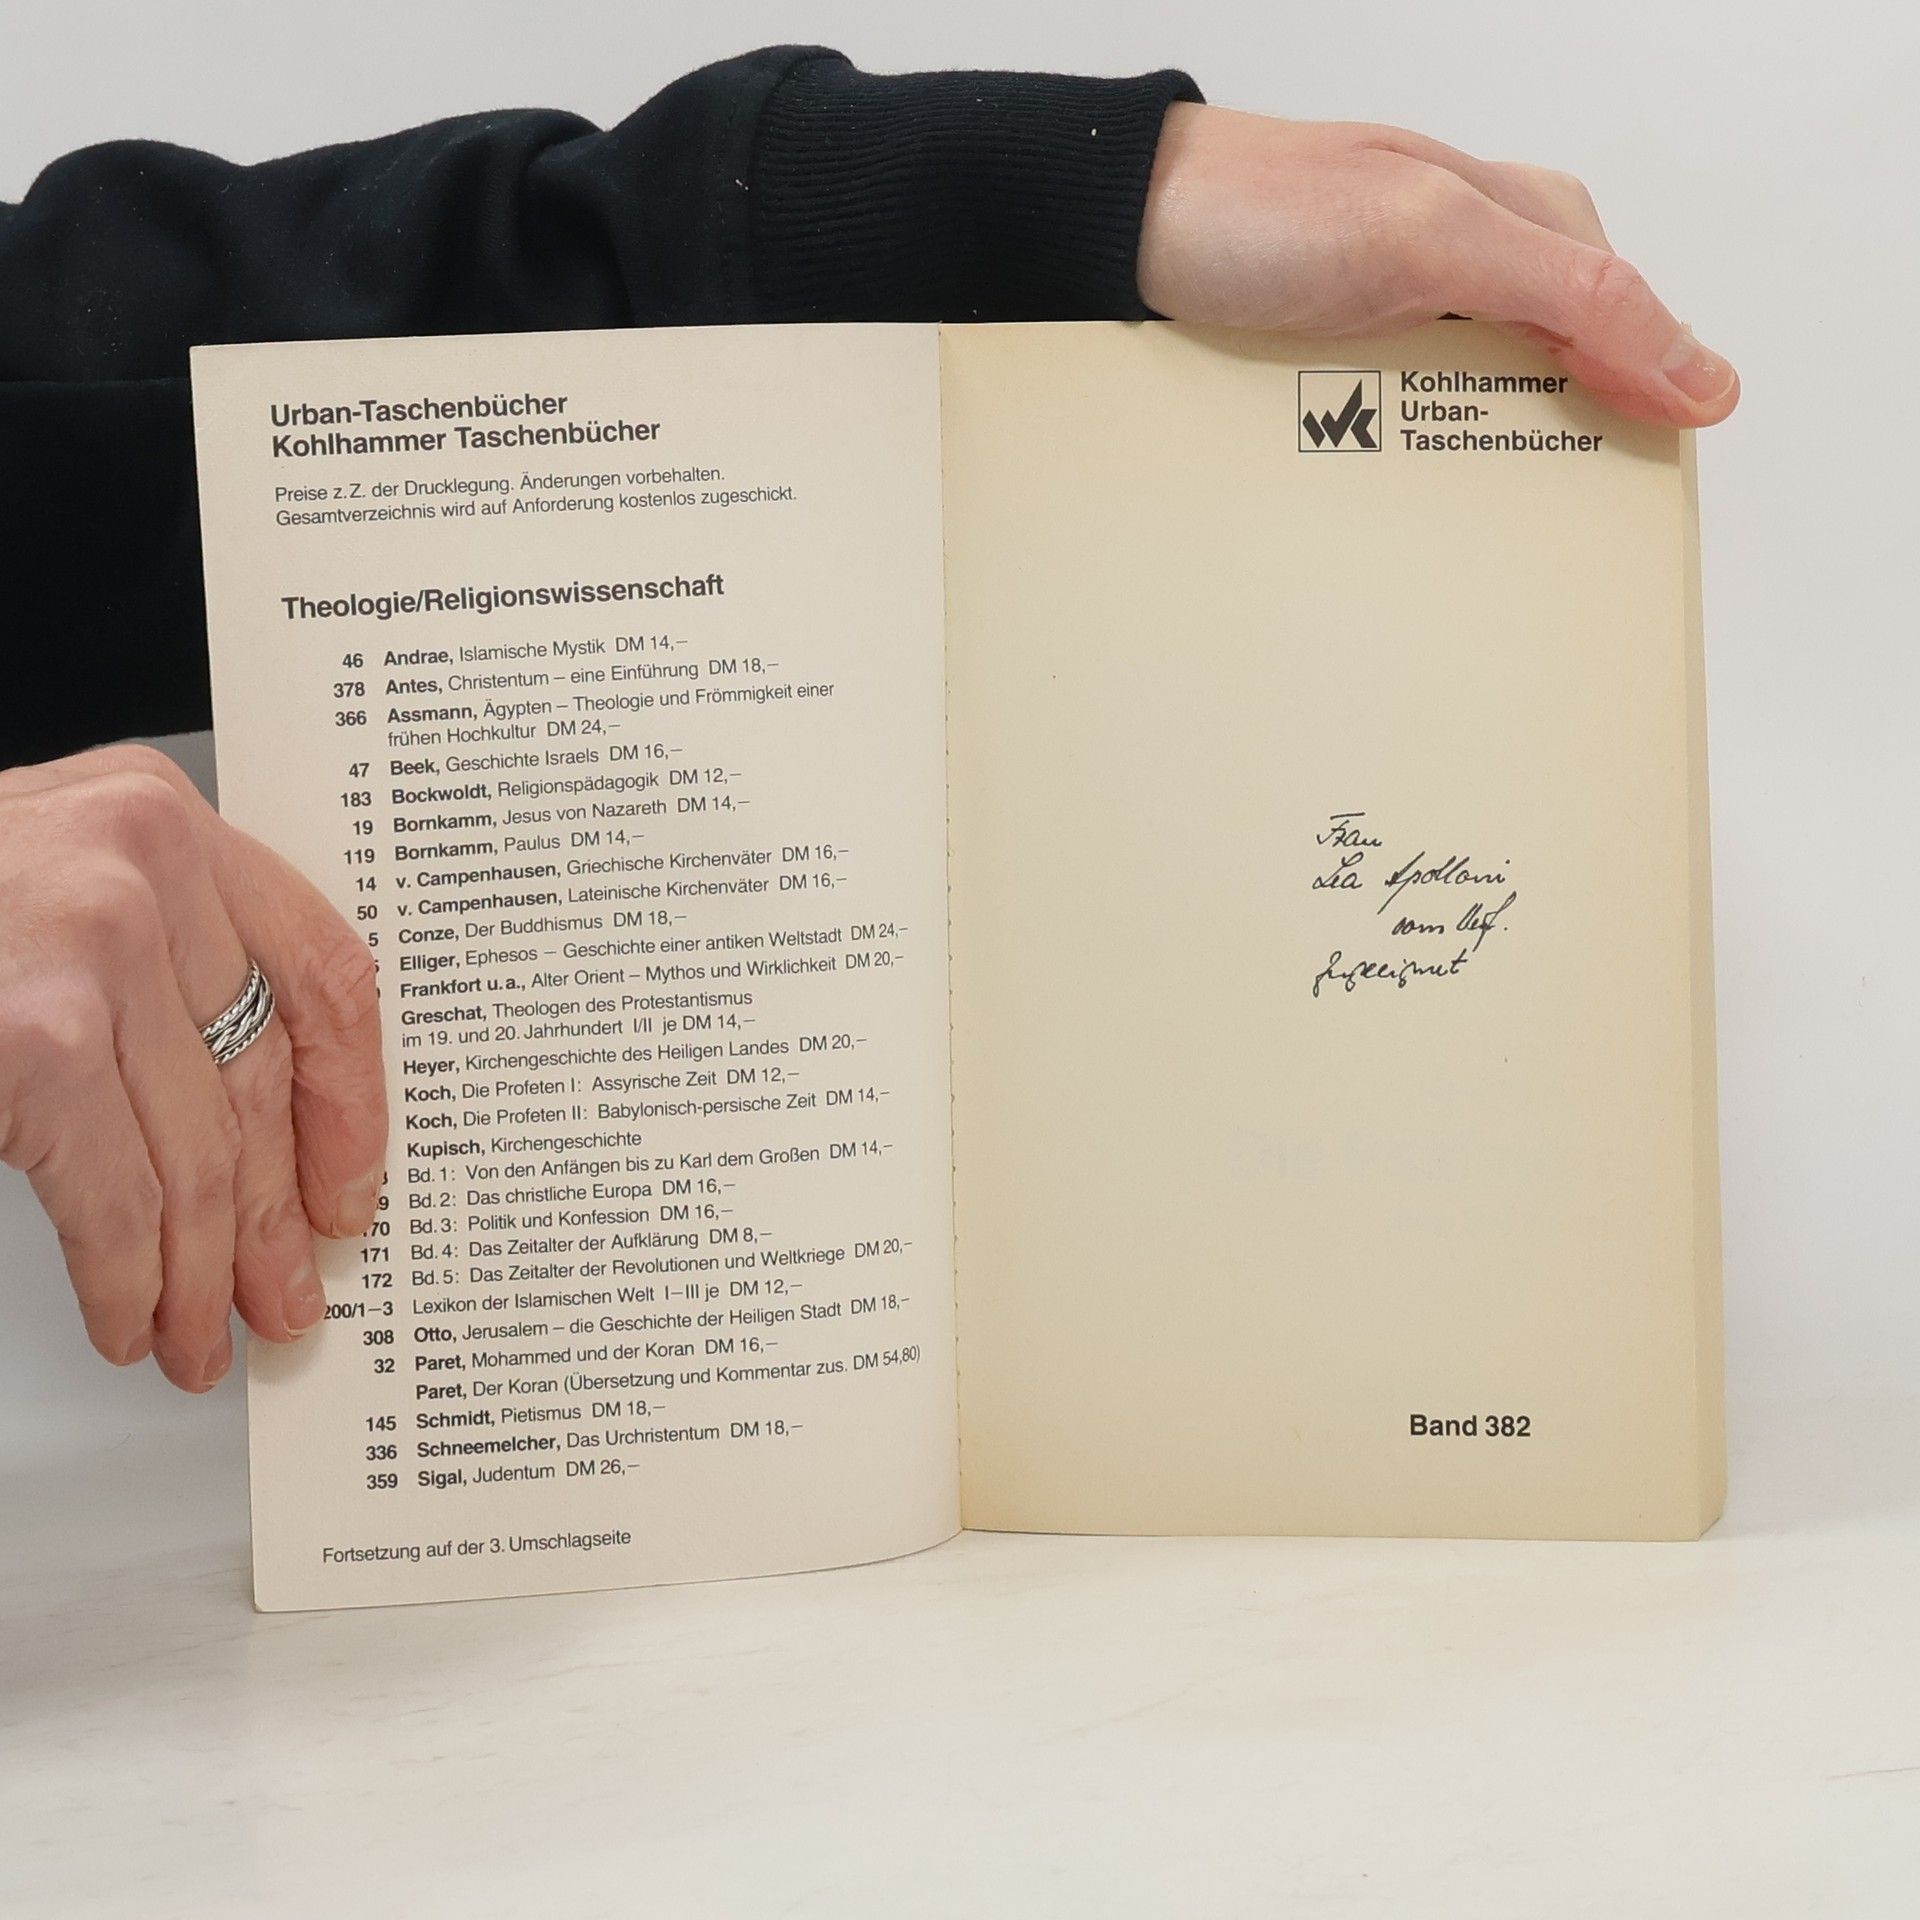 Urban-Taschenbücher
Kohlhammer Taschenbücher
Preise z.Z. der Drucklegung. Änderungen vorbehalten.
Gesamtverzeichnis wird auf Anforderung kostenlos zugeschickt.
Theologie/Religionswissenschaft
46 Andrae, Islamische Mystik DM 14,–
378 Antes, Christentum – eine Einführung DM 18,–
366 Assmann, Ägypten – Theologie und Frömmigkeit einer
frühen Hochkultur DM 24,–
47 Beek, Geschichte Israels DM 16,–
183 Bockwoldt, Religionspädagogik DM 12,–
19 Bornkamm, Jesus von Nazareth DM 14,–
119 Bornkamm, Paulus DM 14,–
14 v. Campenhausen, Griechische Kirchenväter DM 16,–
50 v. Campenhausen, Lateinische Kirchenväter DM 16,–
5 Conze, Der Buddhismus DM 18,–
Elliger, Ephesos – Geschichte einer antiken Weltstadt DM 24,–
Frankfort u.a., Alter Orient – Mythos und Wirklichkeit DM 20,–
Greschat, Theologen des Protestantismus
im 19. und 20. Jahrhundert I/II je DM 14,–
Heyer, Kirchengeschichte des Heiligen Landes DM 20,–
Koch, Die Profeten I: Assyrische Zeit DM 12,–
Koch, Die Profeten II: Babylonisch-persische Zeit DM 14,–
Kupisch, Kirchengeschichte
Bd. 1: Von den Anfängen bis zu Karl dem Großen DM 14,–
9 Bd. 2: Das christliche Europa DM 16,–
70 Bd. 3: Politik und Konfession DM 16,–
171 Bd. 4: Das Zeitalter der Aufklärung DM 8,–
172 Bd. 5: Das Zeitalter der Revolutionen und Weltkriege DM 20,–
200/1–3 Lexikon der Islamischen Welt I–III je DM 12,–
308 Otto, Jerusalem – die Geschichte der Heiligen Stadt DM 18,–
32 Paret, Mohammed und der Koran DM 16,–
Paret, Der Koran (Übersetzung und Kommentar zus. DM 54,80)
145 Schmidt, Pietismus DM 18,–
336 Schneemelcher, Das Urchristentum DM 18,–
359 Sigal, Judentum DM 26,–
Fortsetzung auf der 3. Umschlagseite
Kohlhammer
Urban-
Taschenbücher
Frau
Lea Apolloni
vom Verf.
zugeeignet
Band 382